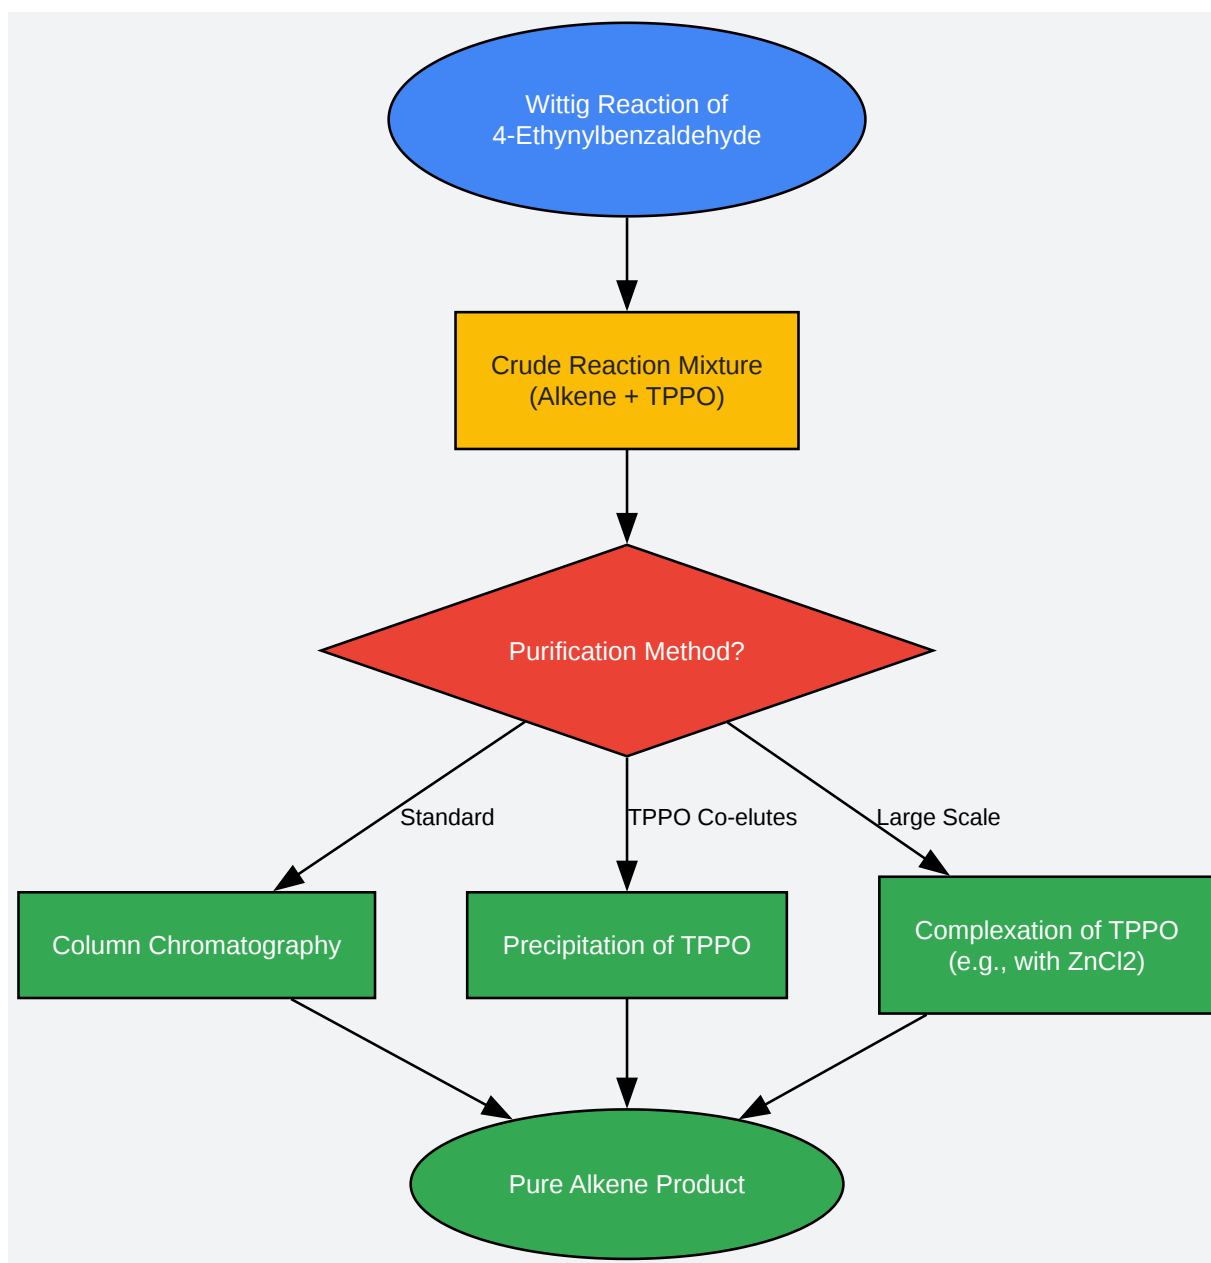 Wittig Reaction of
4-Ethynylbenzaldehyde
Crude Reaction Mixture
(Alkene + TPPO)
Purification Method?
Standard
TPPO Co-elutes
Large Scale
Column Chromatography
Precipitation of TPPO
Complexation of TPPO
(e.g., with ZnCl2)
Pure Alkene Product